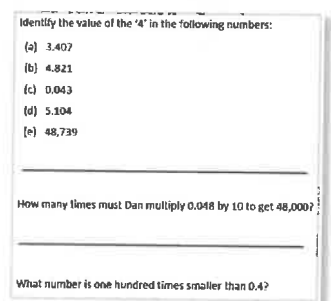 Identify the value of the '4' in the following numbers:
(a) 3.407
(b) 4.821
(c) 0.043
(d) 5.104
(e) 48,739
How many times must Dan multiply 0.048 by 10 to get 48,000?
What number is one hundred times smaller than 0.4?